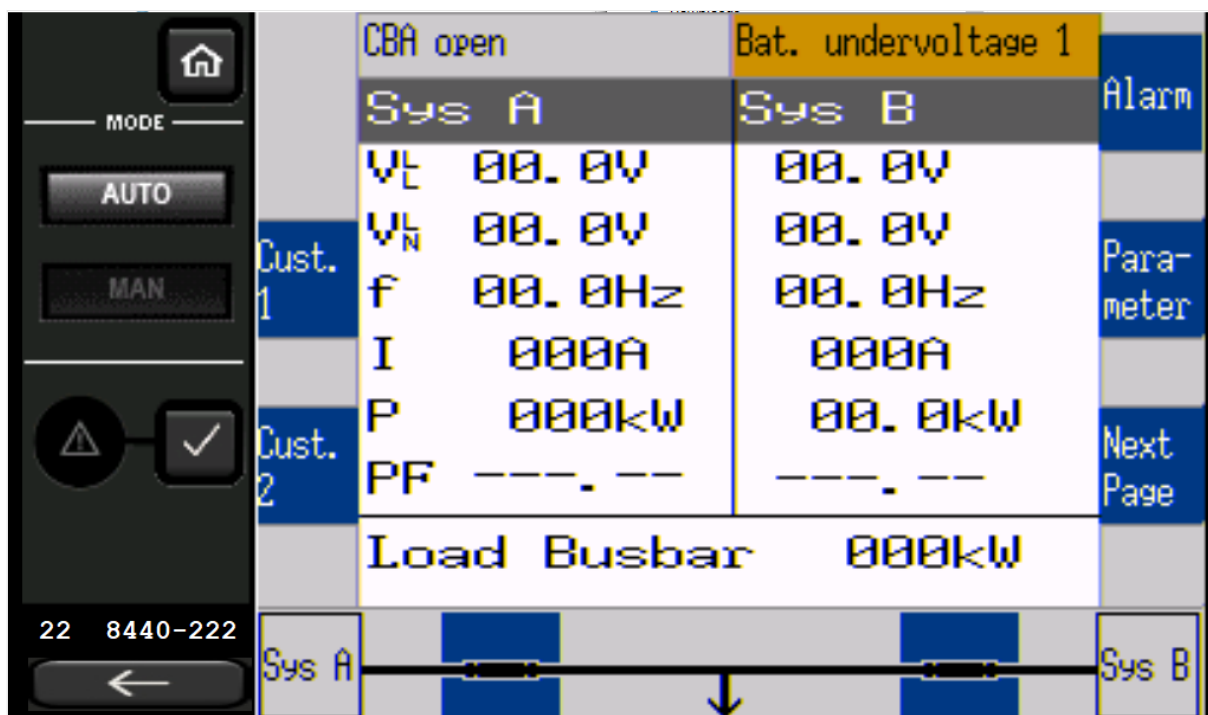 CBA open Bat. undervoltage 1
Alarm
MODE
Sys A Sys B
AUTO
VLL 00.0V 00.0V
VLN 00.0V 00.0V
Cust.
1
Para-
meter
MAN
f 00.0Hz 00.0Hz
I 000A 000A
P 000kW 00.0kW
Cust.
2
Next
Page
PF ---.-- ---.--
Load Busbar 000kW
22 8440-222
Sys A Sys B